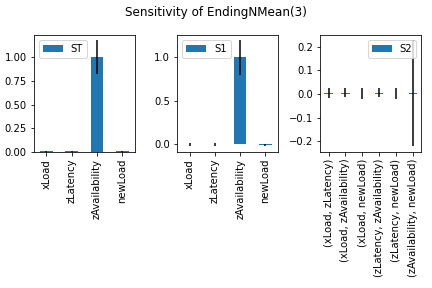 Sensitivity of EndingNMean(3)
ST
1.00
0.75
0.50
0.25
0.00
xLoad
zLatency
zAvailability
newLoad
S1
1.0
0.5
0.0
xLoad
zLatency
zAvailability
newLoad
S2
0.2
0.1
0.0
−0.1
−0.2
(xLoad, zLatency)
(xLoad, zAvailability)
(xLoad, newLoad)
(zLatency, zAvailability)
(zLatency, newLoad)
(zAvailability, newLoad)